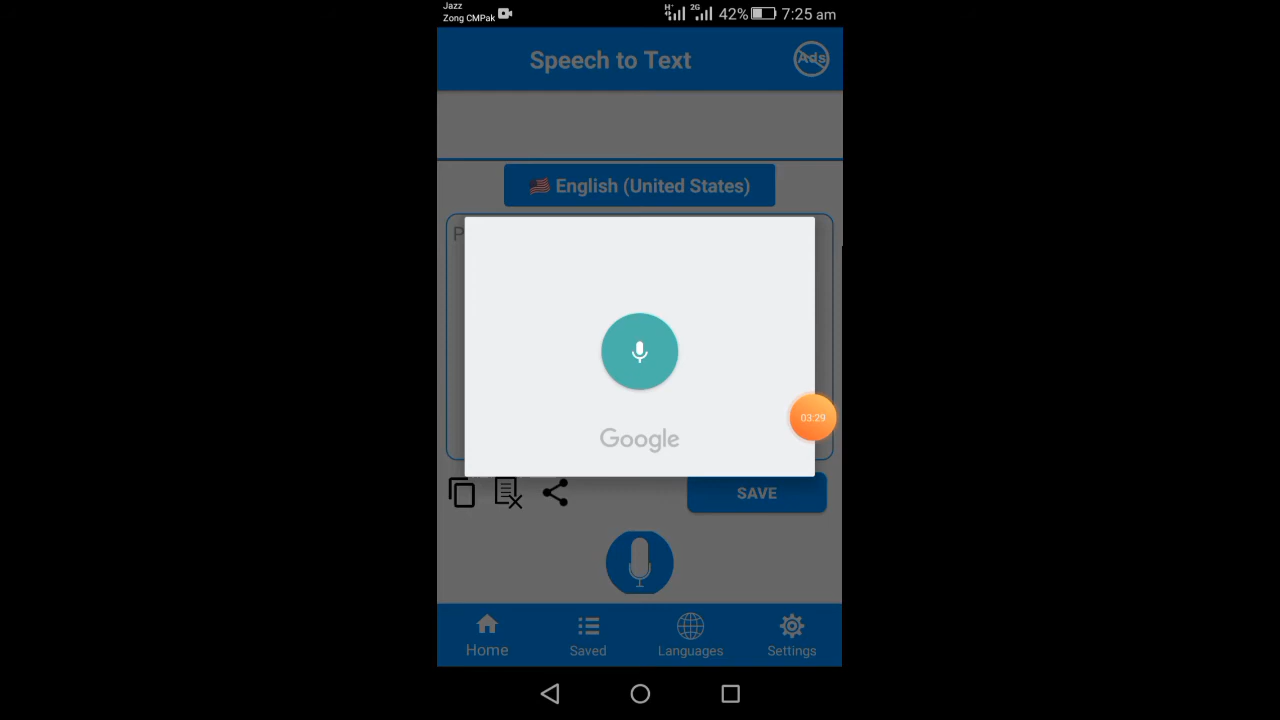 Jazz
Zong CMPak
H+ 2G 42% 7:25 am
Speech to Text
Ads
English (United States)
P
03:29
Google
SAVE
Home Saved Languages Settings